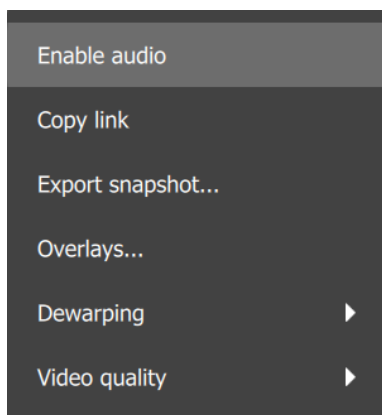 Enable audio
Copy link
Export snapshot...
Overlays...
Dewarping
Video quality